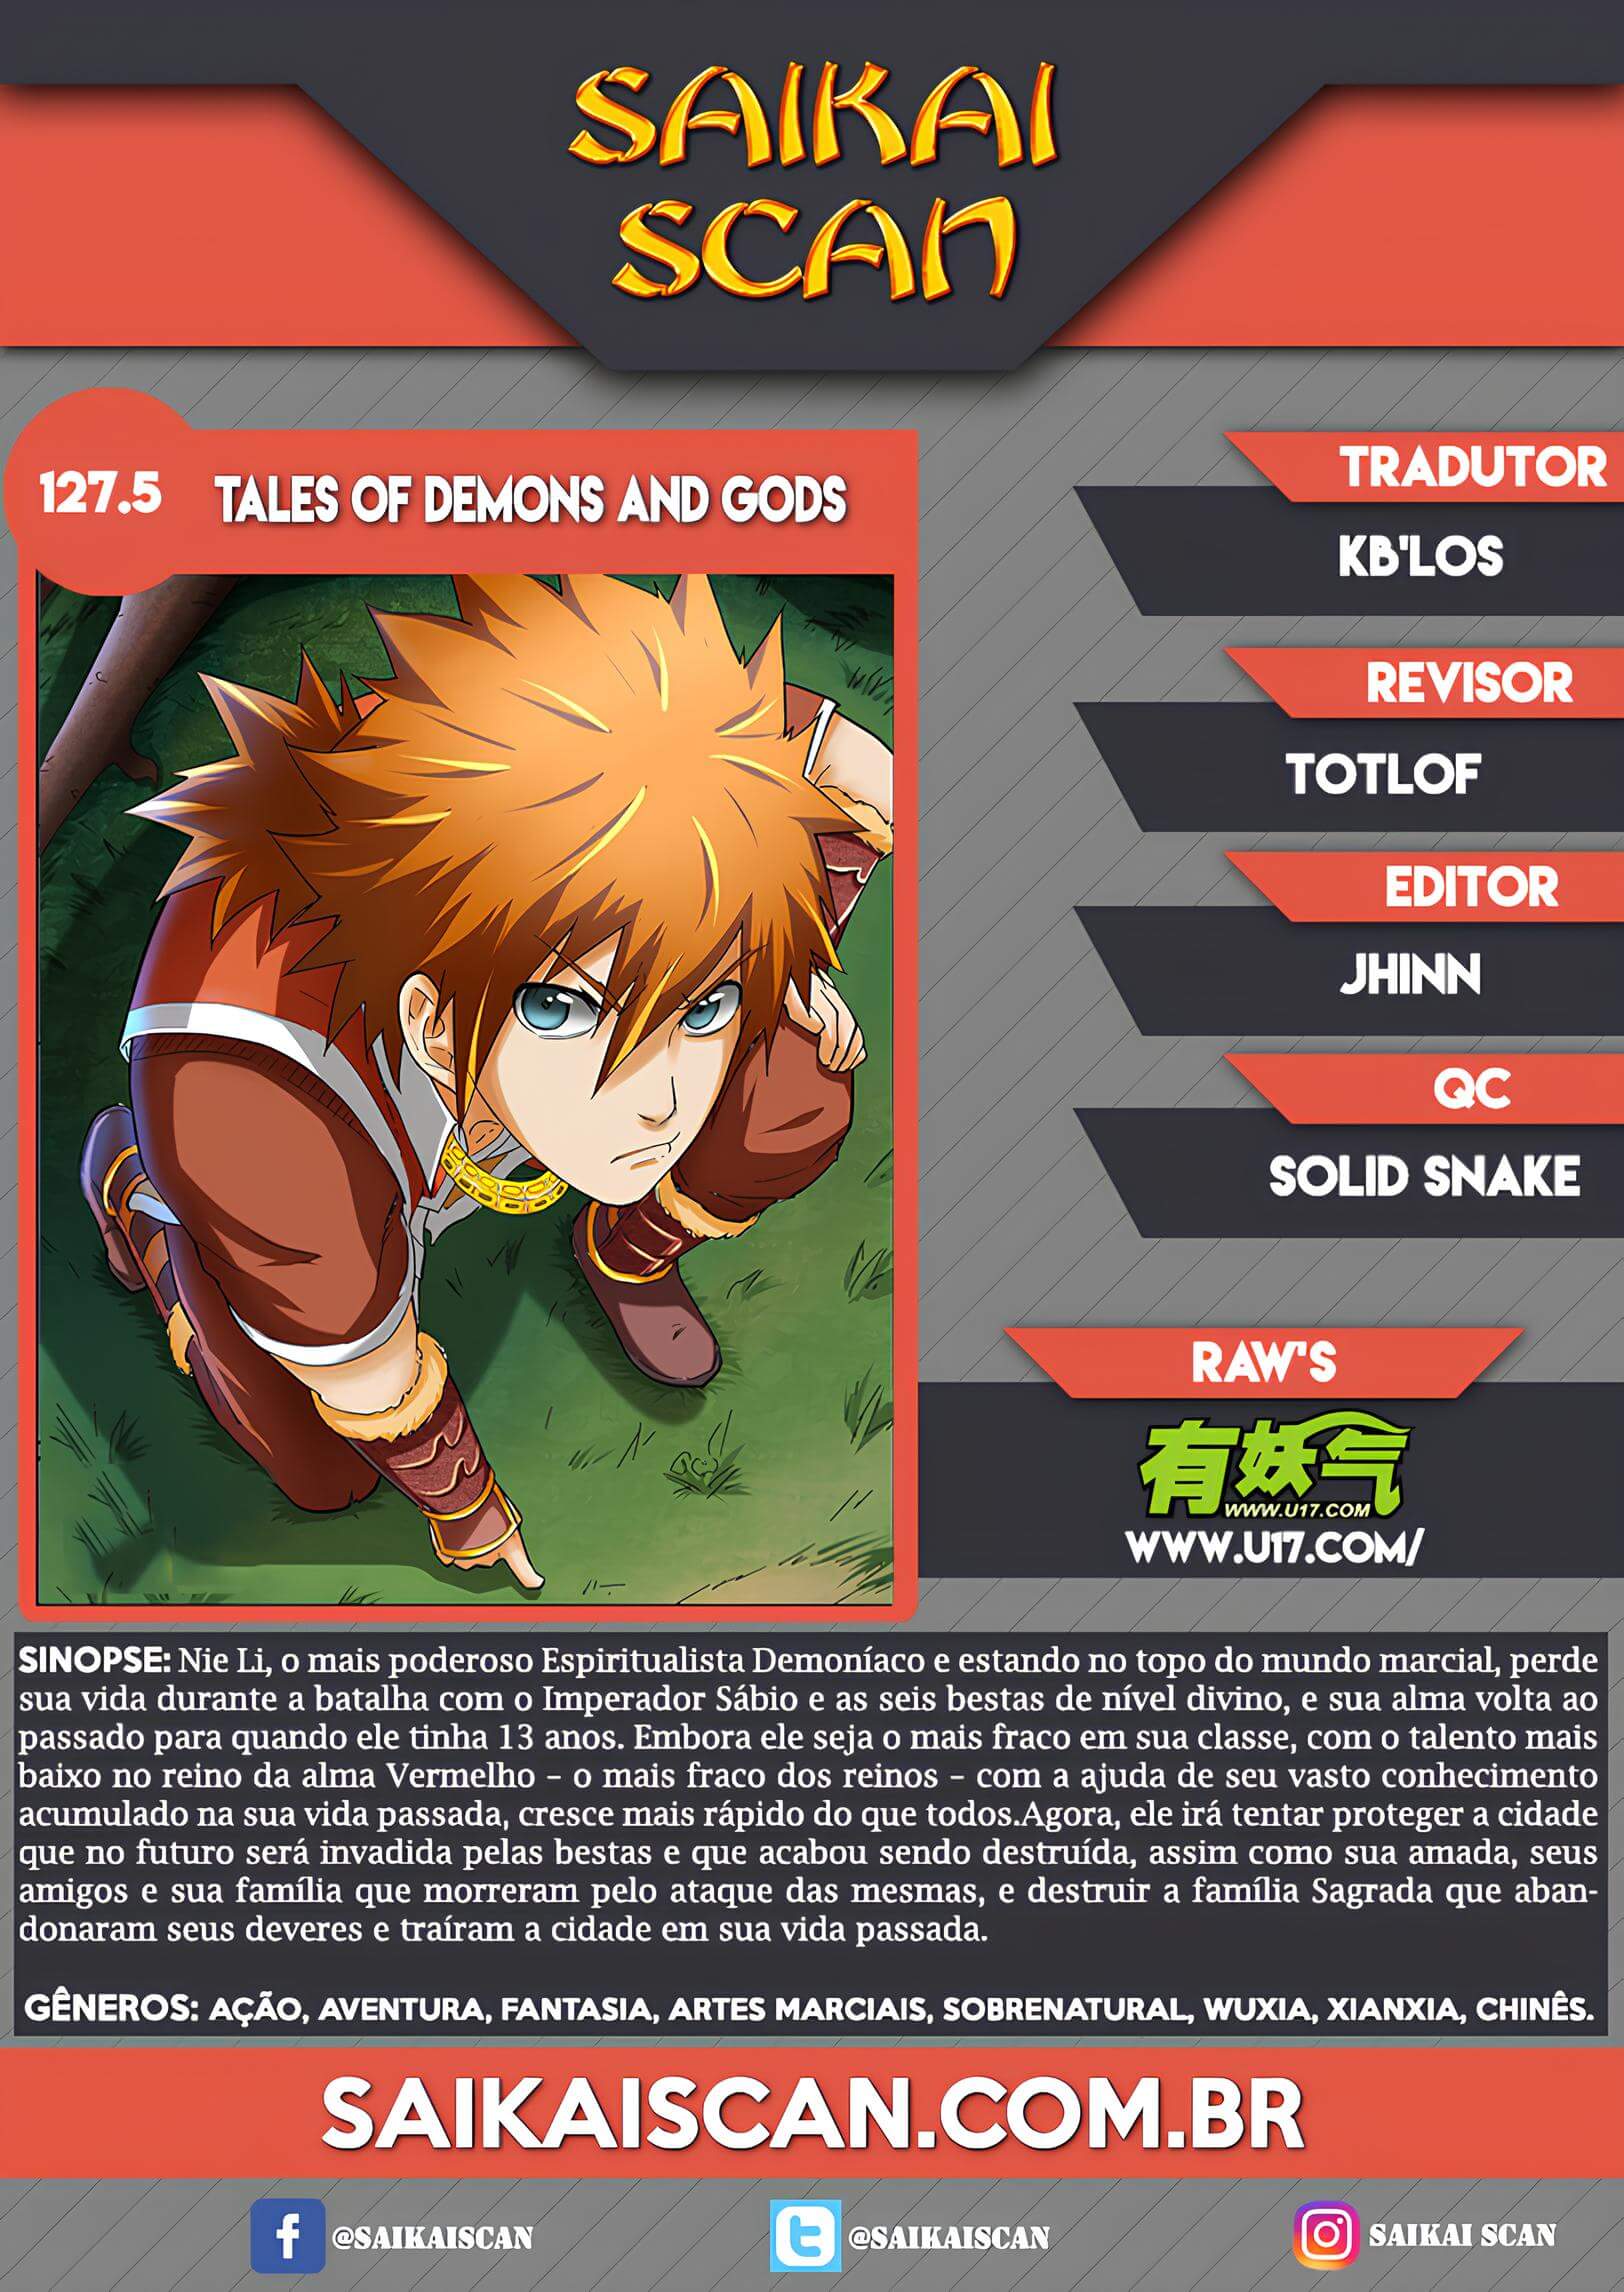 SAIKAI
SCAN
127.5
TALES OF DEMONS AND GODS
TRADUTOR
KB'LOS
REVISOR
TOTLOF
EDITOR
JHINN
QC
SOLID SNAKE
RAW'S
有妖气
WWW.U17.COM
WWW.U17.COM/
SINOPSE: Nie Li, o mais poderoso Espiritualista Demoníaco e estando no topo do mundo marcial, perde
sua vida durante a batalha com o Imperador Sábio e as seis bestas de nível divino, e sua alma volta ao
passado para quando ele tinha 13 anos. Embora ele seja o mais fraco em sua classe, com o talento mais
baixo no reino da alma Vermelho – o mais fraco dos reinos – com a ajuda de seu vasto conhecimento
acumulado na sua vida passada, cresce mais rápido do que todos.Agora, ele irá tentar proteger a cidade
que no futuro será invadida pelas bestas e que acabou sendo destruída, assim como sua amada, seus
amigos e sua família que morreram pelo ataque das mesmas, e destruir a família Sagrada que aban-
donaram seus deveres e traíram a cidade em sua vida passada.
GÊNEROS: AÇÃO, AVENTURA, FANTASIA, ARTES MARCIAIS, SOBRENATURAL, WUXIA, XIANXIA, CHINÊS.
SAIKAISCAN.COM.BR
@SAIKAISCAN
@SAIKAISCAN
SAIKAI SCAN